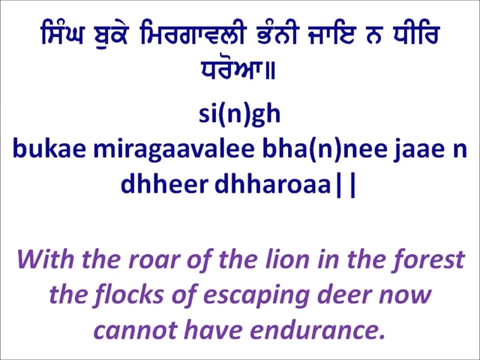 ਸਿੰਘ ਬੁਕੇ ਮਿਰਗਾਵਲੀ ਭੰਨੀ ਜਾਇ ਨ ਧੀਰਿ
ਧਰੋਆ॥
si(n)gh
bukae miragaavalee bha(n)nee jaae n
dhheer dhharoaa||
With the roar of the lion in the forest
the flocks of escaping deer now
cannot have endurance.